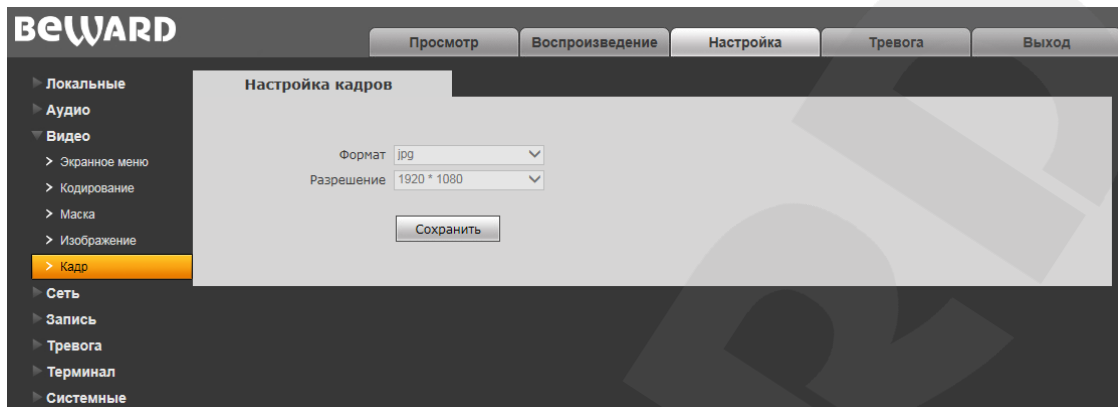 BEWARD
Просмотр Воспроизведение Настройка Тревога Выход
Локальные
Аудио
Видео
Экранное меню
Кодирование
Маска
Изображение
Кадр
Сеть
Запись
Тревога
Терминал
Системные
Настройка кадров
Формат jpg
Разрешение 1920 * 1080
Сохранить